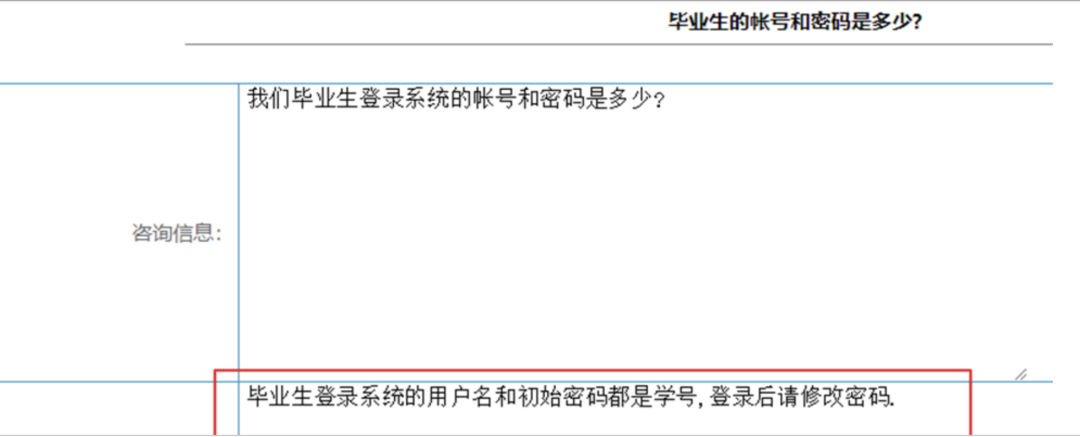 毕业生的帐号和密码是多少?
我们毕业生登录系统的帐号和密码是多少?
咨询信息:
毕业生登录系统的用户名和初始密码都是学号,登录后请修改密码.